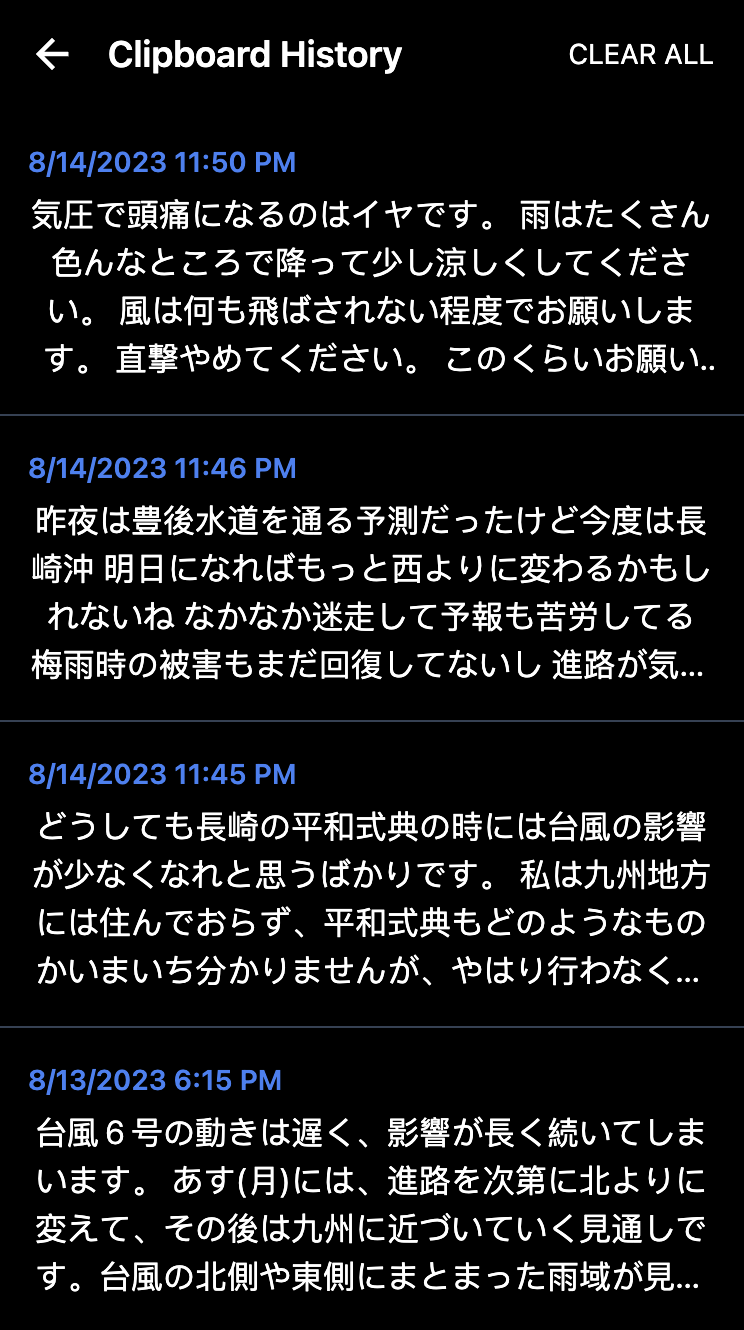 Clipboard History
CLEAR ALL
8/14/2023 11:50 PM
気圧で頭痛になるのはイヤです。 雨はたくさん
色んなところで降って少し涼しくしてくださ
い。 風は何も飛ばされない程度でお願いしま
す。 直撃やめてください。 このくらいお願い..
8/14/2023 11:46 PM
昨夜は豊後水道を通る予測だったけど今度は長
崎沖 明日になればもっと西よりに変わるかもし
れないね なかなか迷走して予報も苦労してる
梅雨時の被害もまだ回復してないし 進路が気...
8/14/2023 11:45 PM
どうしても長崎の平和式典の時には台風の影響
が少なくなれと思うばかりです。 私は九州地方
には住んでおらず、平和式典もどのようなもの
かいまいち分かりませんが、やはり行わなく...
8/13/2023 6:15 PM
台風６号の動きは遅く、影響が長く続いてしま
います。 あす(月)には、進路を次第に北よりに
変えて、その後は九州に近づいていく見通しで
す。台風の北側や東側にまとまった雨域が見...